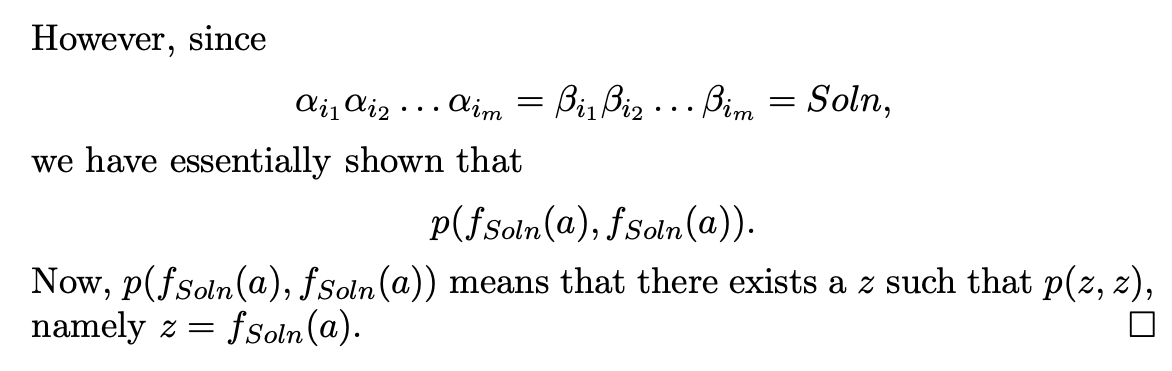 However, since
α_{i_1}α_{i_2} … α_{i_m} = β_{i_1}β_{i_2} … β_{i_m} = Soln,
we have essentially shown that
p(f_{Soln}(a), f_{Soln}(a)).
Now, p(f_{Soln}(a), f_{Soln}(a)) means that there exists a z such that p(z, z),
namely z = f_{Soln}(a). □